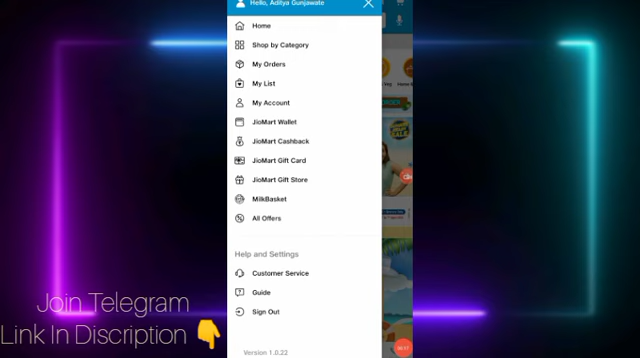 Hello, Aditya Gunjawate
Home
Shop by Category
My Orders
My List
My Account
JioMart Wallet
JioMart Cashback
JioMart Gift Card
JioMart Gift Store
MilkBasket
All Offers
Help and Settings
Customer Service
Guide
Sign Out
Version 1.0.22
Join Telegram
Link In Discription 👇